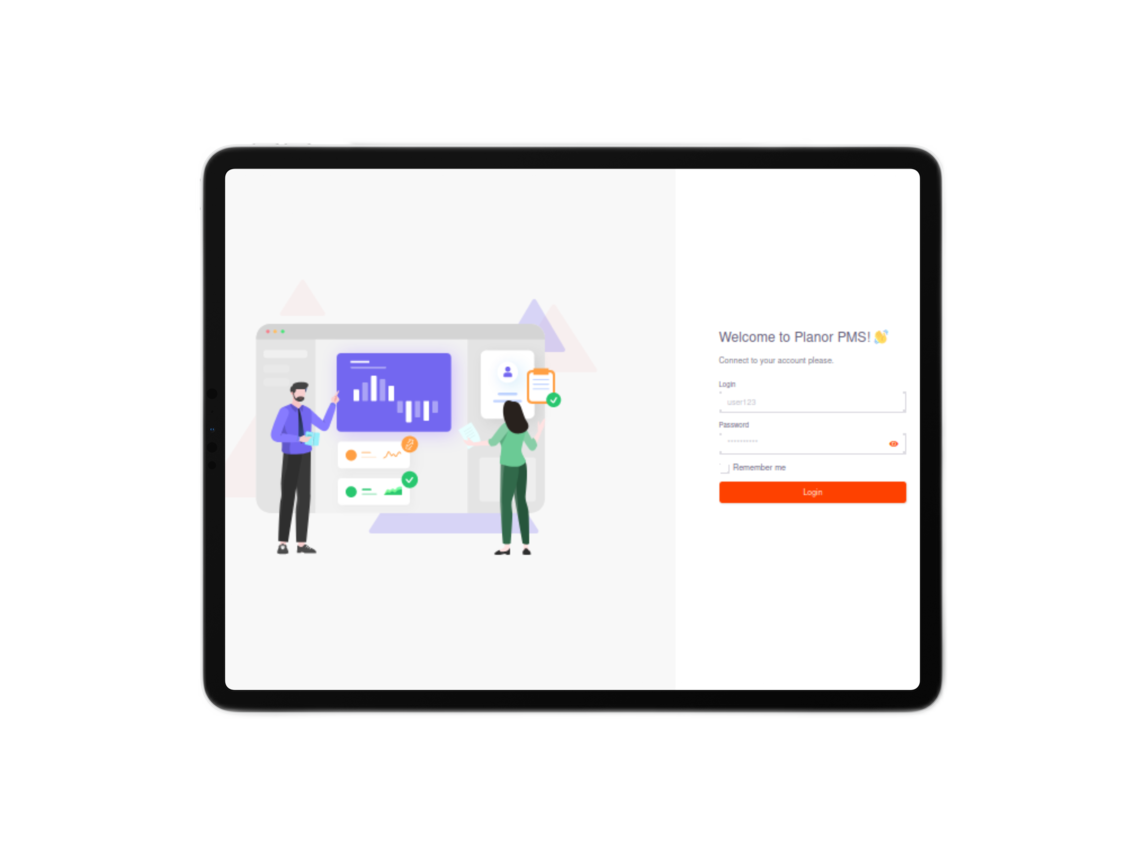 Welcome to Planor PMS! 👋
Connect to your account please.
Login
user123
Password
**********
Remember me
Login